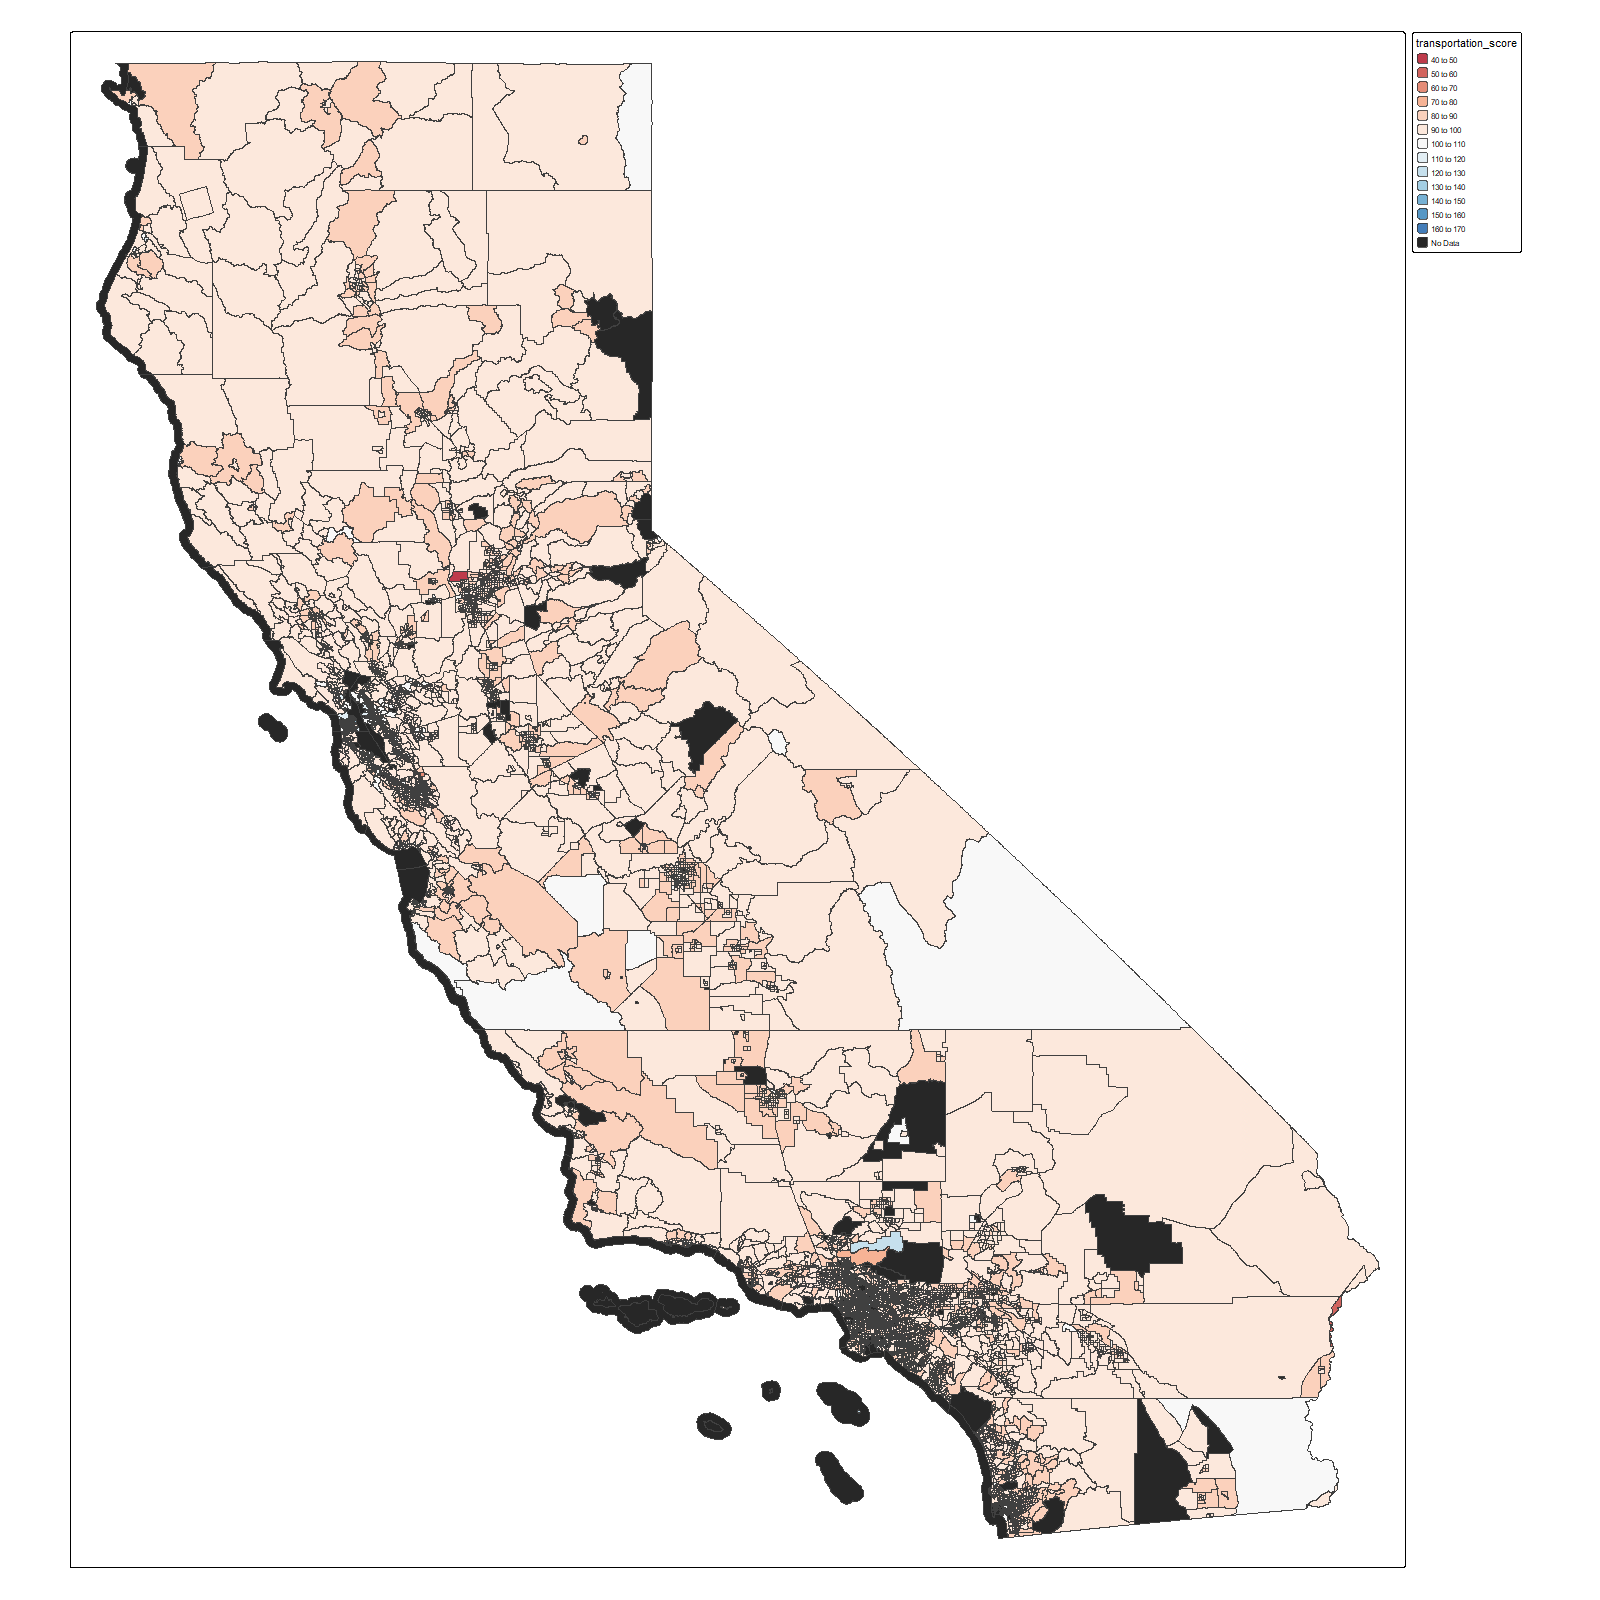 transportation_score
40 to 50
50 to 60
60 to 70
70 to 80
80 to 90
90 to 100
100 to 110
110 to 120
120 to 130
130 to 140
140 to 150
150 to 160
160 to 170
No Data